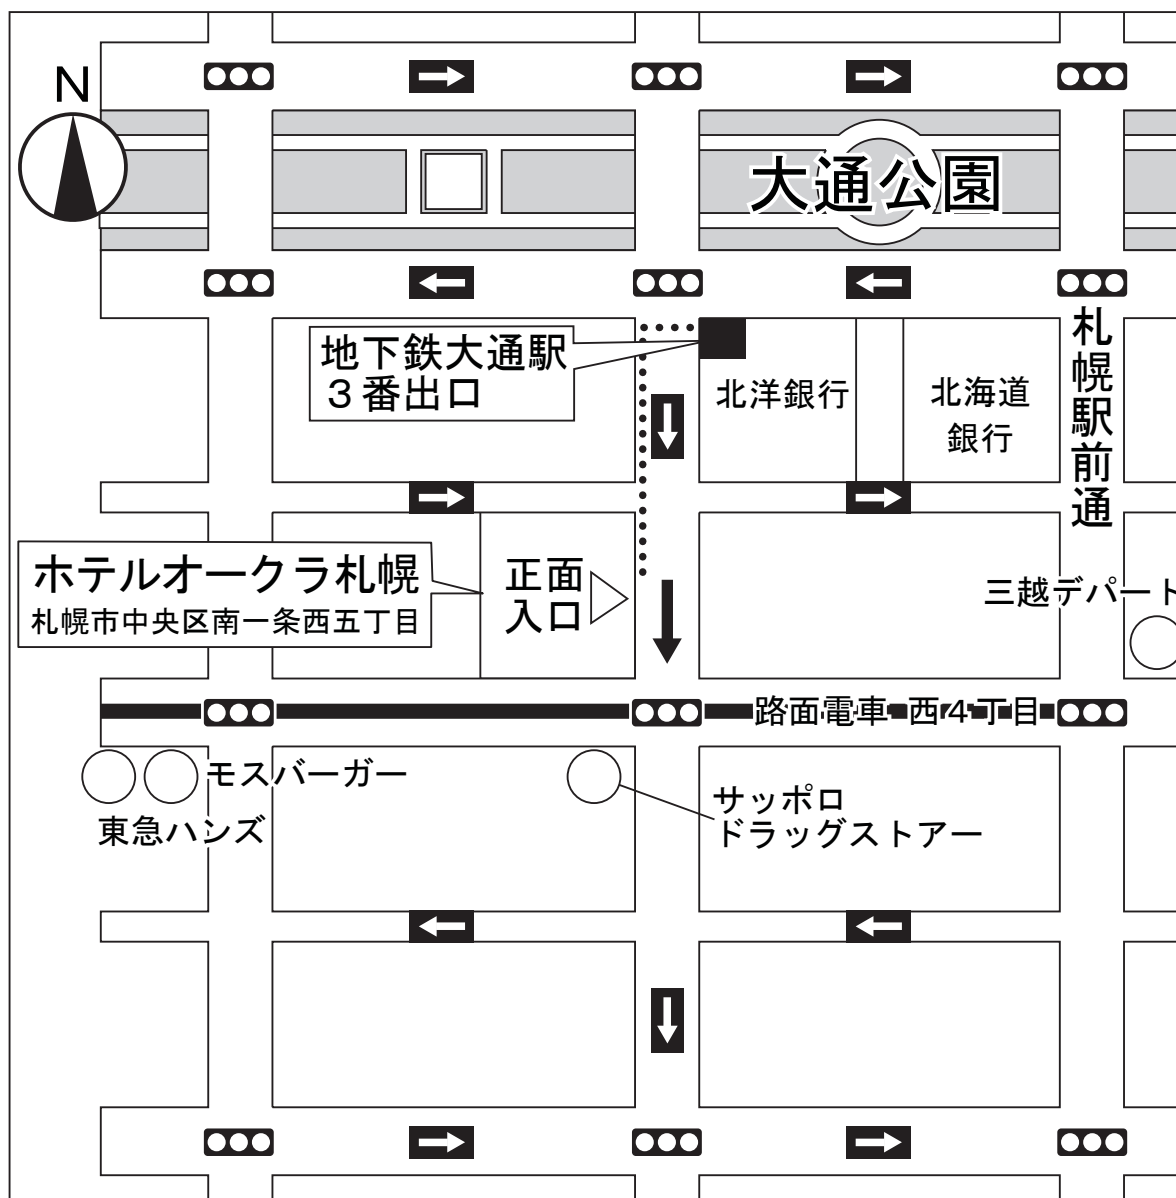 N
大通公園
地下鉄大通駅
３番出口
北洋銀行
北海道
銀行
札幌駅前通
ホテルオークラ札幌
札幌市中央区南一条西五丁目
正面
入口
三越デパート
路面電車 西４丁目
モスバーガー
東急ハンズ
サッポロ
ドラッグストアー